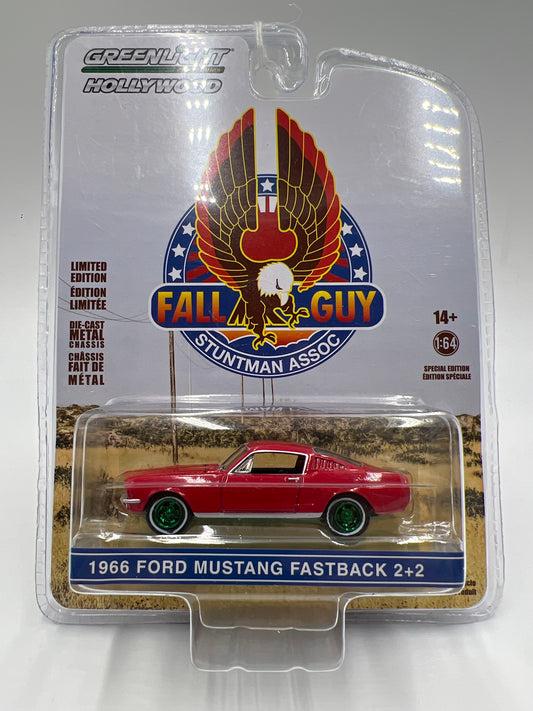 GREENLIGHT
HOLLYWOOD
FALL GUY
STUNTMAN ASSOC
LIMITED
EDITION
ÉDITION
LIMITÉE
DIE-CAST
METAL
CHASSIS
CHÂSSIS
FAIT DE
MÉTAL
14+
1:64
SPECIAL EDITION
ÉDITION SPÉCIALE
1966 FORD MUSTANG FASTBACK 2+2